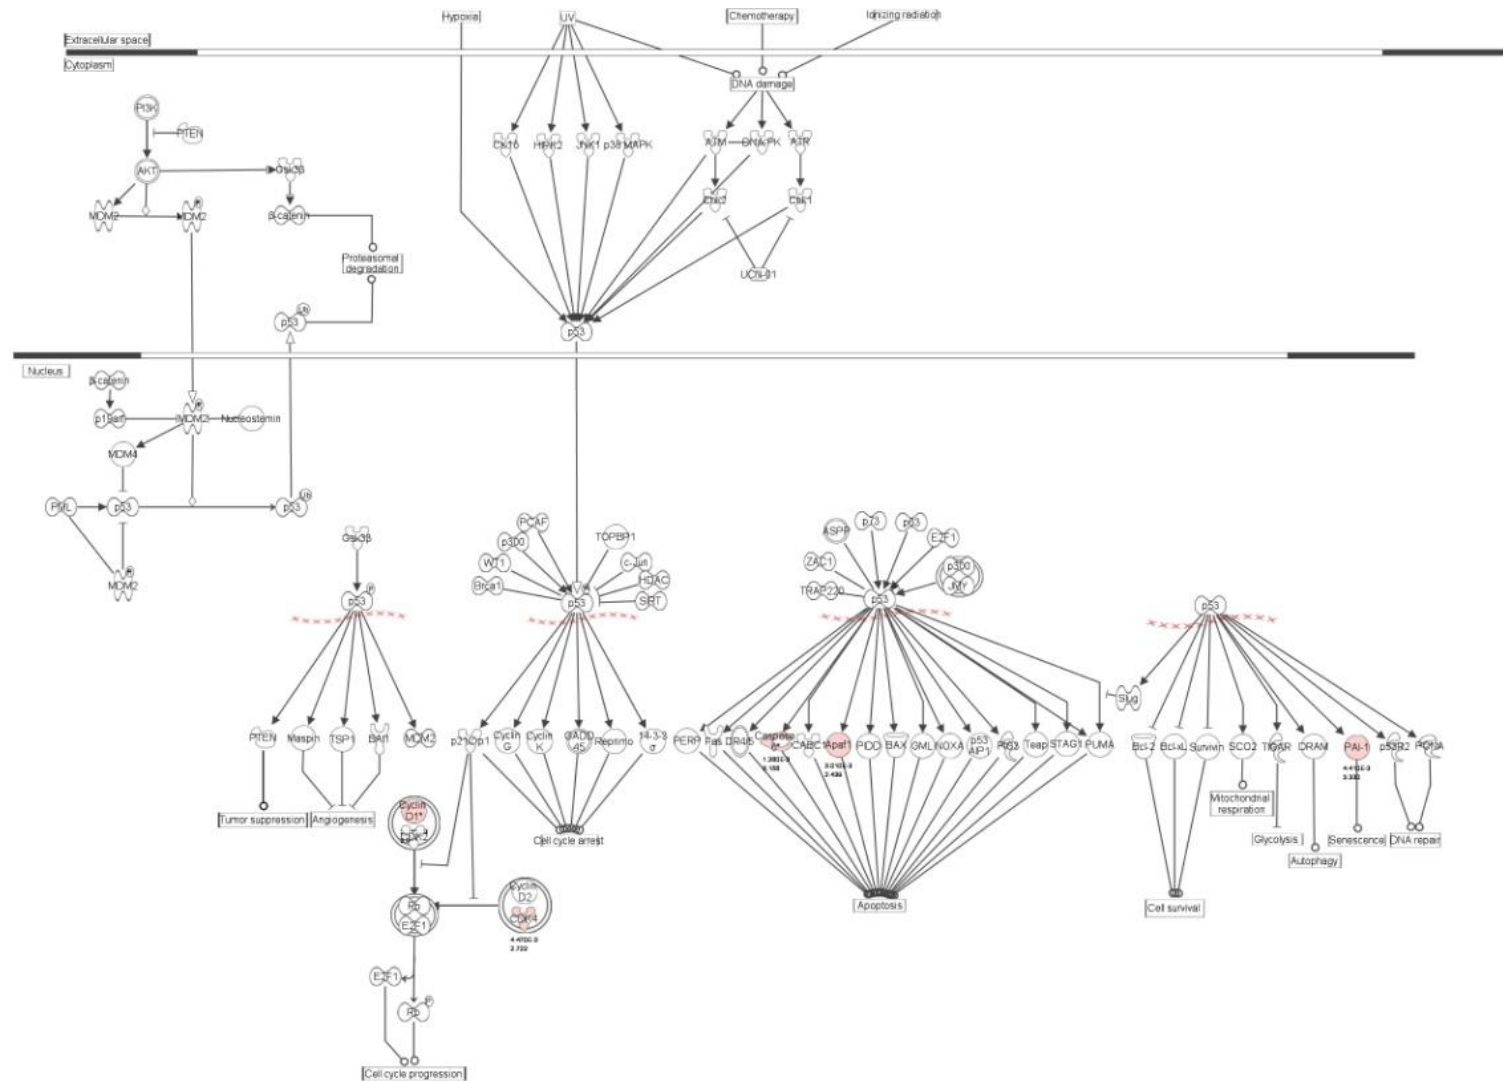 Hypoxia
UV
Chemotherapy
Ionizing radiation
Extracellular space
Cytoplasm
DNA damage
PI3K
PTEN
HIPK2
JNK1
p38 MAPK
ATM
DNA-PK
ATR
AKT
Gsk3β
Chk2
Chk1
MDM2
MDM2
P
β-catenin
Proteasomal
degradation
UCN-01
p53
Ub
p53
Nucleus
β-catenin
p19arf
MDM2
P
Nucleostemin
MDM4
PML
p53
p53
Ub
MDM2
P
Gsk3β
p53
P
PCAF
p300
TOPBP1
WT1
c-Jun
HDAC
Brca1
SIRT
p53
ASPP
p73
p63
E2F1
ZAC1
p300
JMY
TRAP220
p53
p53
Slug
PTEN
Maspin
TSP1
BAI1
MDM2
p21Cip1
Cyclin
G
Cyclin
K
GADD
45
Reprimo
14-3-3
σ
PERP
Fas
DR4/5
Caspase
6*
CABC1
Apaf1
PIDD
BAX
GML
NOXA
p53
AIP1
PIG3
Teap
STAG1
PUMA
Bcl-2
Bcl-xL
Survivin
SCO2
TIGAR
DRAM
PAI-1
p53R2
PCNA
Tumor suppression
Angiogenesis
Cyclin
D1*
Cell cycle arrest
Mitochondrial
respiration
Glycolysis
Senescence
DNA repair
Autophagy
Cyclin
D2
CDK4
Rb
E2F1
Apoptosis
Cell survival
E2F1
Rb
P
Cell cycle progression